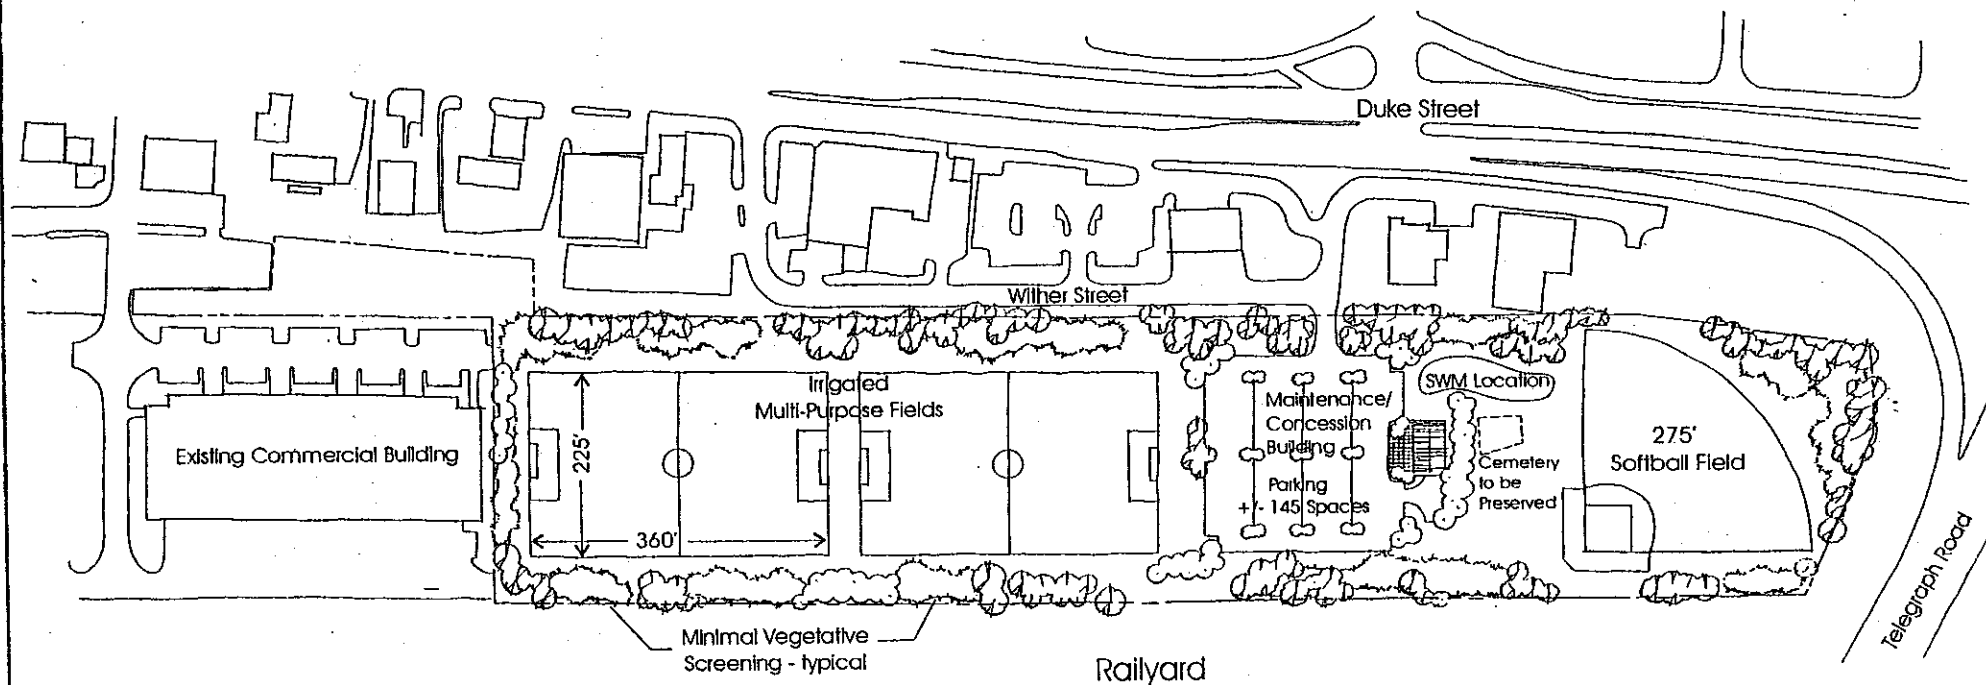 Duke Street
Wither Street
Irrigated
Multi-Purpose Fields
SWM Location
Maintenance/
Concession
Building
Existing Commercial Building
225'
275'
Softball Field
Cemetery
to be
Preserved
Parking
+/- 145 Spaces
360'
Telegraph Road
Minimal Vegetative
Screening - typical
Railyard